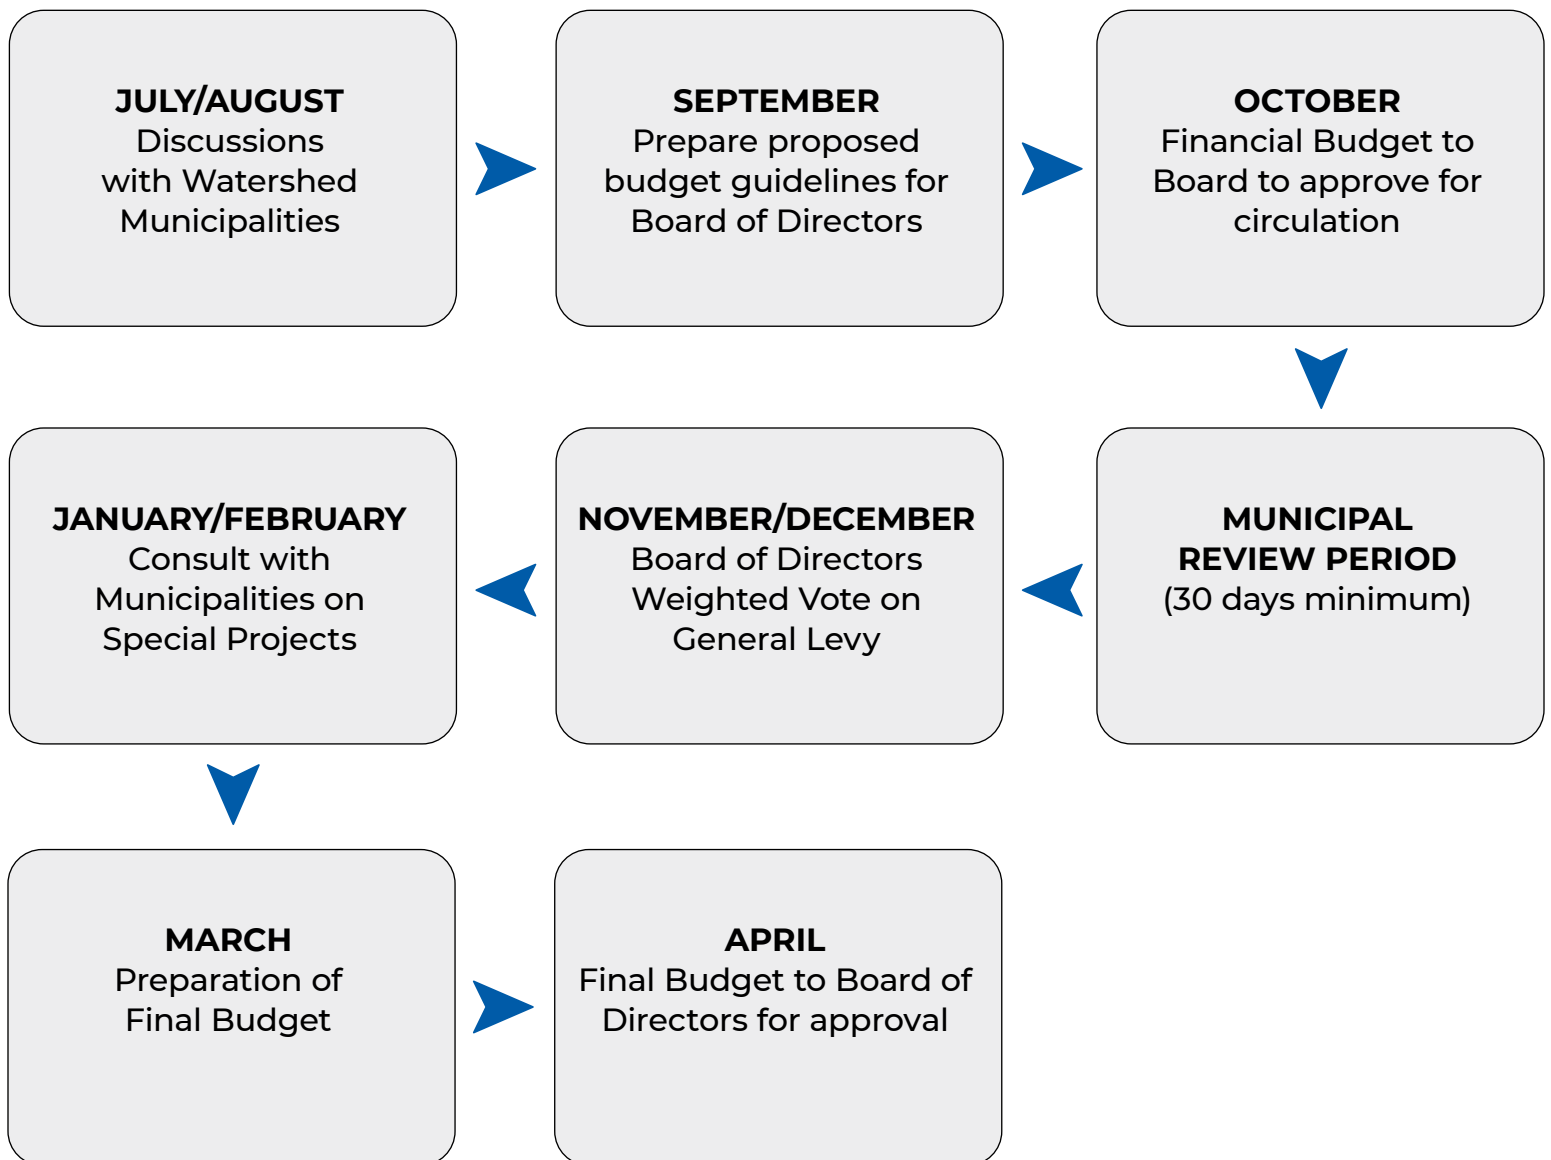 JULY/AUGUST
Discussions
with Watershed
Municipalities
SEPTEMBER
Prepare proposed
budget guidelines for
Board of Directors
OCTOBER
Financial Budget to
Board to approve for
circulation
MUNICIPAL
REVIEW PERIOD
(30 days minimum)
NOVEMBER/DECEMBER
Board of Directors
Weighted Vote on
General Levy
JANUARY/FEBRUARY
Consult with
Municipalities on
Special Projects
MARCH
Preparation of
Final Budget
APRIL
Final Budget to Board of
Directors for approval